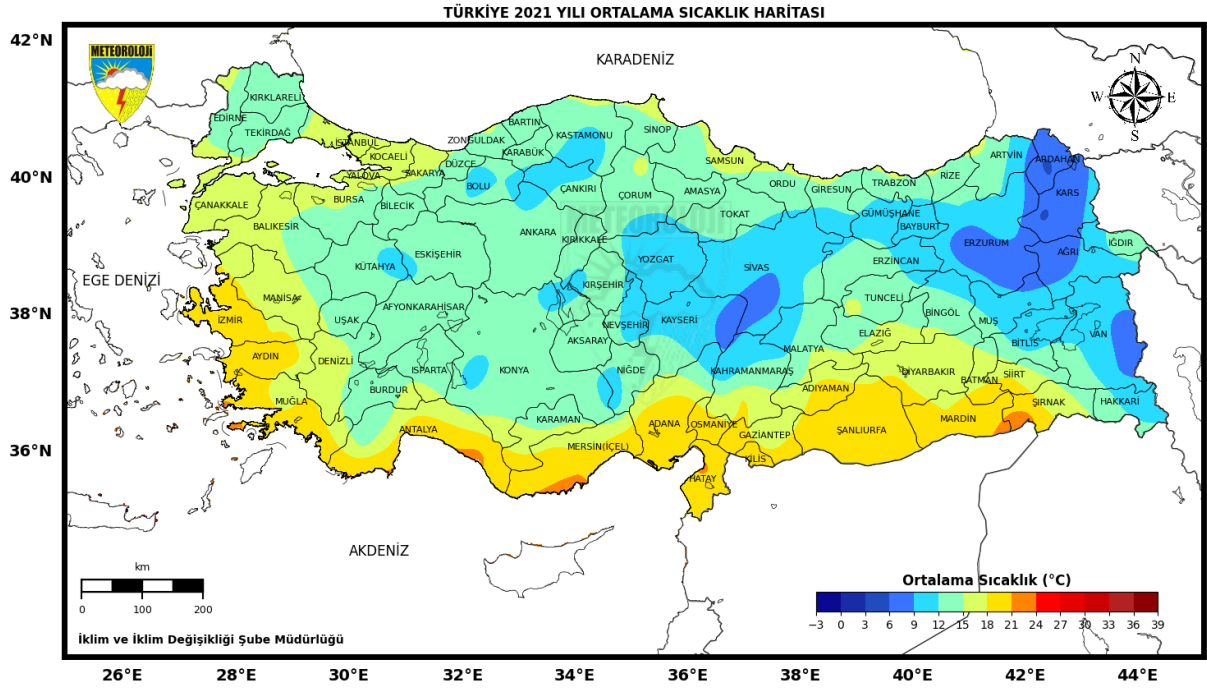 TÜRKİYE 2021 YILI ORTALAMA SICAKLIK HARİTASI
42°N
40°N
38°N
36°N
METEOROLOJİ
KARADENİZ
N
W E
S
EGE DENİZİ
AKDENİZ
KIRKLARELİ
EDİRNE
TEKİRDAĞ
İSTANBUL
KOCAELİ
YALOVA
SAKARYA
DÜZCE
ZONGULDAK
BARTIN
KARABÜK
KASTAMONU
SİNOP
SAMSUN
ORDU
GİRESUN
TRABZON
RİZE
ARTVİN
ARDAHAN
KARS
ÇANAKKALE
BURSA
BİLECİK
BOLU
ÇANKIRI
ÇORUM
AMASYA
TOKAT
GÜMÜŞHANE
BAYBURT
ERZURUM
AĞRI
IĞDIR
BALIKESİR
KÜTAHYA
ESKİŞEHİR
ANKARA
KIRIKKALE
YOZGAT
SİVAS
ERZİNCAN
METEOROLOJİ
MANİSA
UŞAK
AFYONKARAHİSAR
KIRŞEHİR
NEVŞEHİR
KAYSERİ
TUNCELİ
BİNGÖL
MUŞ
BİTLİS
VAN
İZMİR
AYDIN
DENİZLİ
ISPARTA
KONYA
AKSARAY
NİĞDE
MALATYA
ELAZIĞ
DİYARBAKIR
BATMAN
SİİRT
MUĞLA
BURDUR
ANTALYA
KARAMAN
MERSİN(İÇEL)
ADANA
OSMANİYE
KAHRAMANMARAŞ
ADIYAMAN
GAZİANTEP
KİLİS
HATAY
ŞANLIURFA
MARDİN
ŞIRNAK
HAKKARİ
km
0 100 200
İklim ve İklim Değişikliği Şube Müdürlüğü
Ortalama Sıcaklık (°C)
−3 0 3 6 9 12 15 18 21 24 27 30 33 36 39
26°E 28°E 30°E 32°E 34°E 36°E 38°E 40°E 42°E 44°E